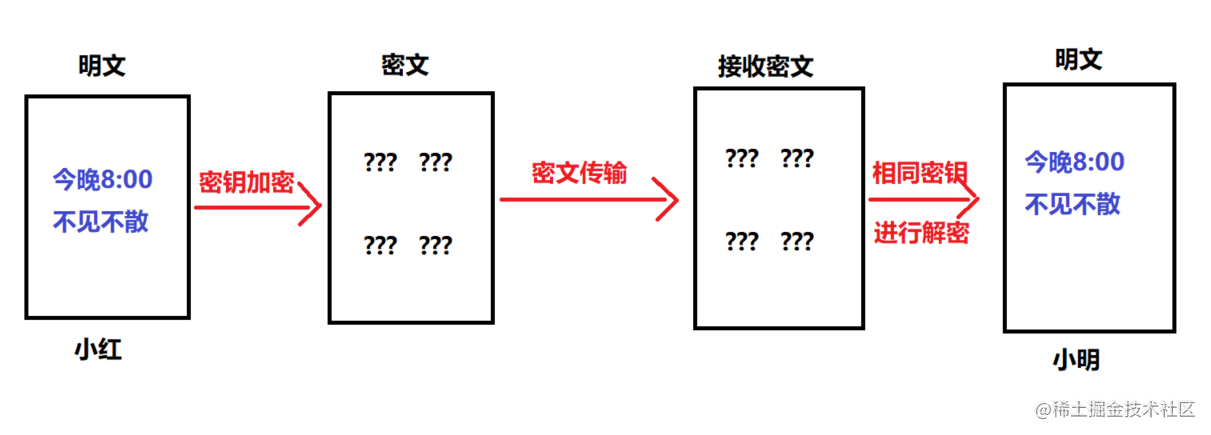 明文
密文
接收密文
明文
今晚8:00
不见不散
密钥加密
??? ???
??? ???
密文传输
??? ???
??? ???
相同密钥
进行解密
今晚8:00
不见不散
小红
小明
@稀土掘金技术社区